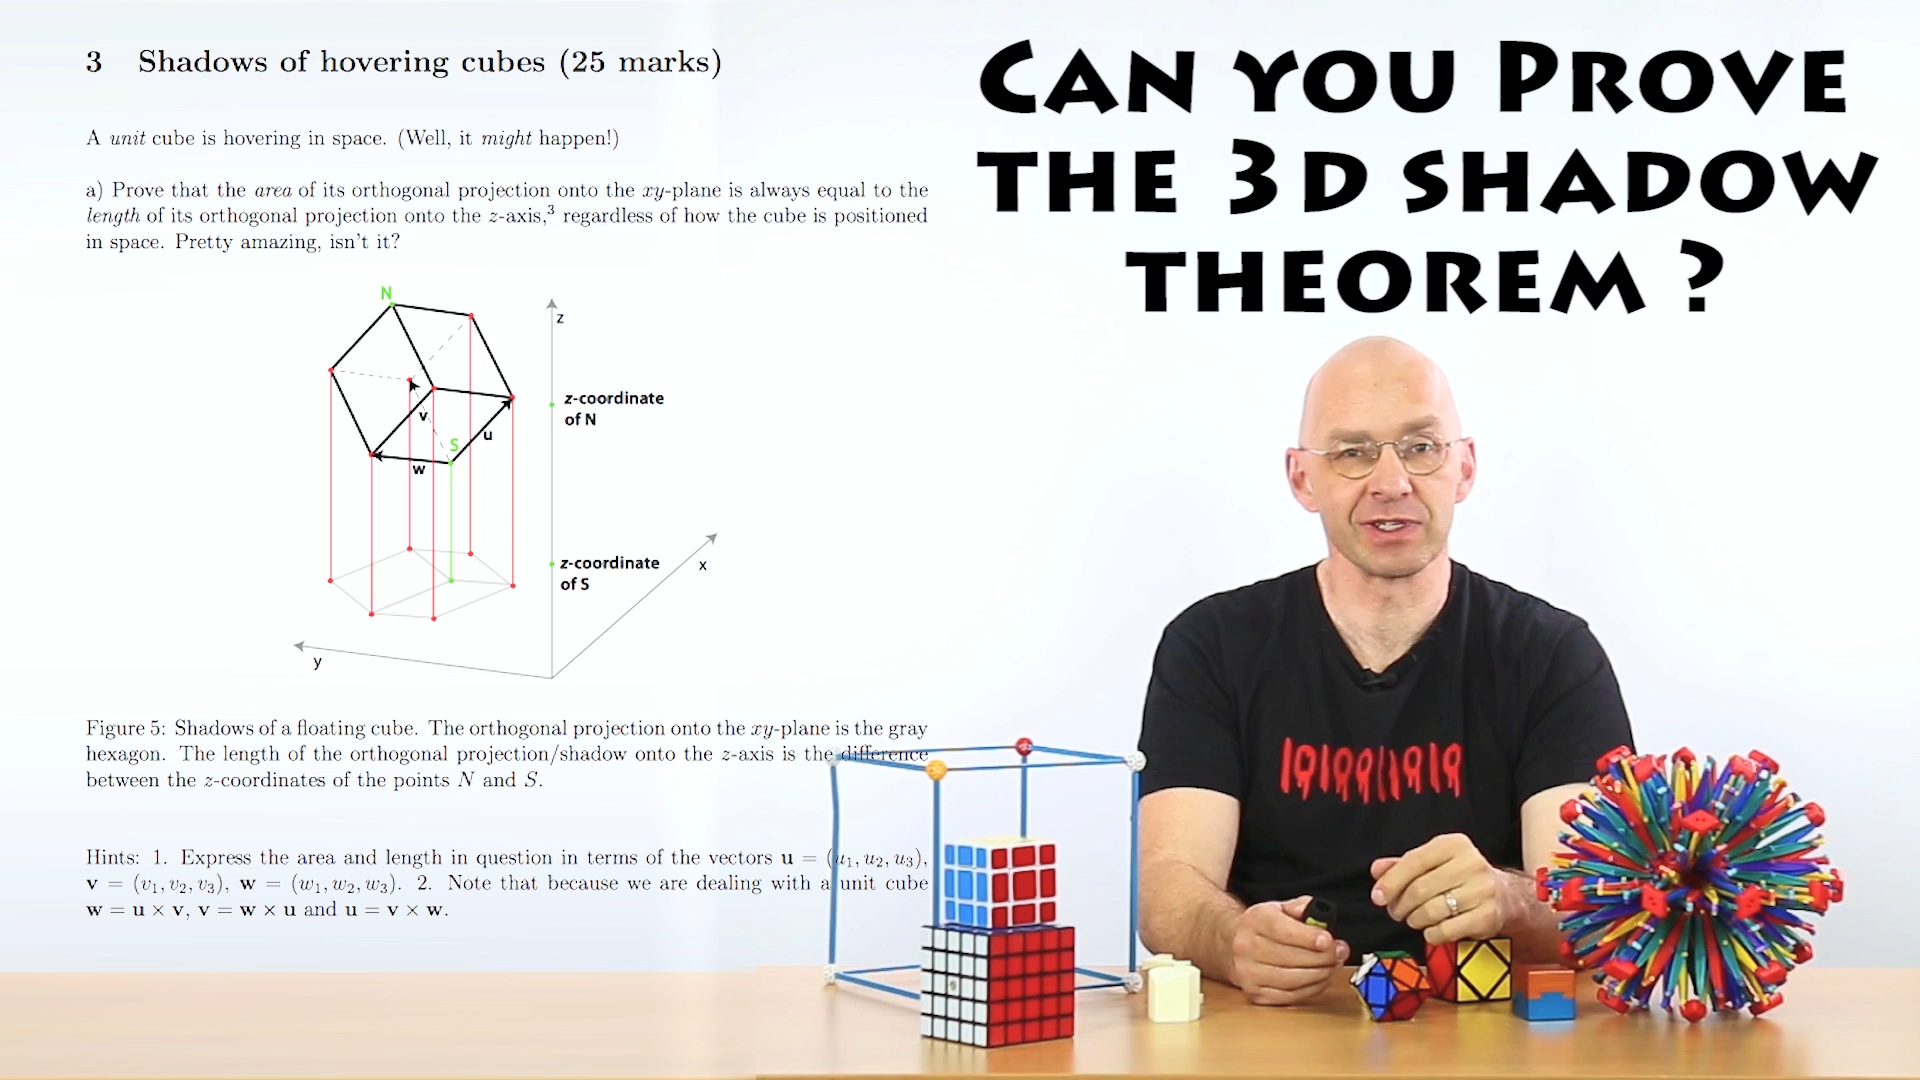 3 Shadows of hovering cubes (25 marks)
A unit cube is hovering in space. (Well, it might happen!)
a) Prove that the area of its orthogonal projection onto the xy-plane is always equal to the
length of its orthogonal projection onto the z-axis,³ regardless of how the cube is positioned
in space. Pretty amazing, isn't it?
N
z
z-coordinate
of N
v
S
u
w
z-coordinate
of S
x
y
Figure 5: Shadows of a floating cube. The orthogonal projection onto the xy-plane is the gray
hexagon. The length of the orthogonal projection/shadow onto the z-axis is the difference
between the z-coordinates of the points N and S.
Hints: 1. Express the area and length in question in terms of the vectors u = (u₁, u₂, u₃),
v = (v₁, v₂, v₃), w = (w₁, w₂, w₃). 2. Note that because we are dealing with a unit cube
w = u × v, v = w × u and u = v × w.
CAN YOU PROVE
THE 3D SHADOW
THEOREM ?